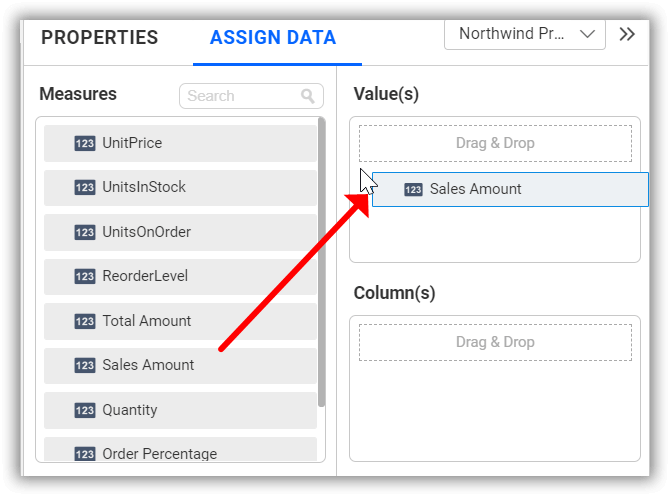 PROPERTIES
ASSIGN DATA
Northwind Pr...
Measures
Search
123 UnitPrice
123 UnitsInStock
123 UnitsOnOrder
123 ReorderLevel
123 Total Amount
123 Sales Amount
123 Quantity
123 Order Percentage
Value(s)
Drag & Drop
123 Sales Amount
Column(s)
Drag & Drop